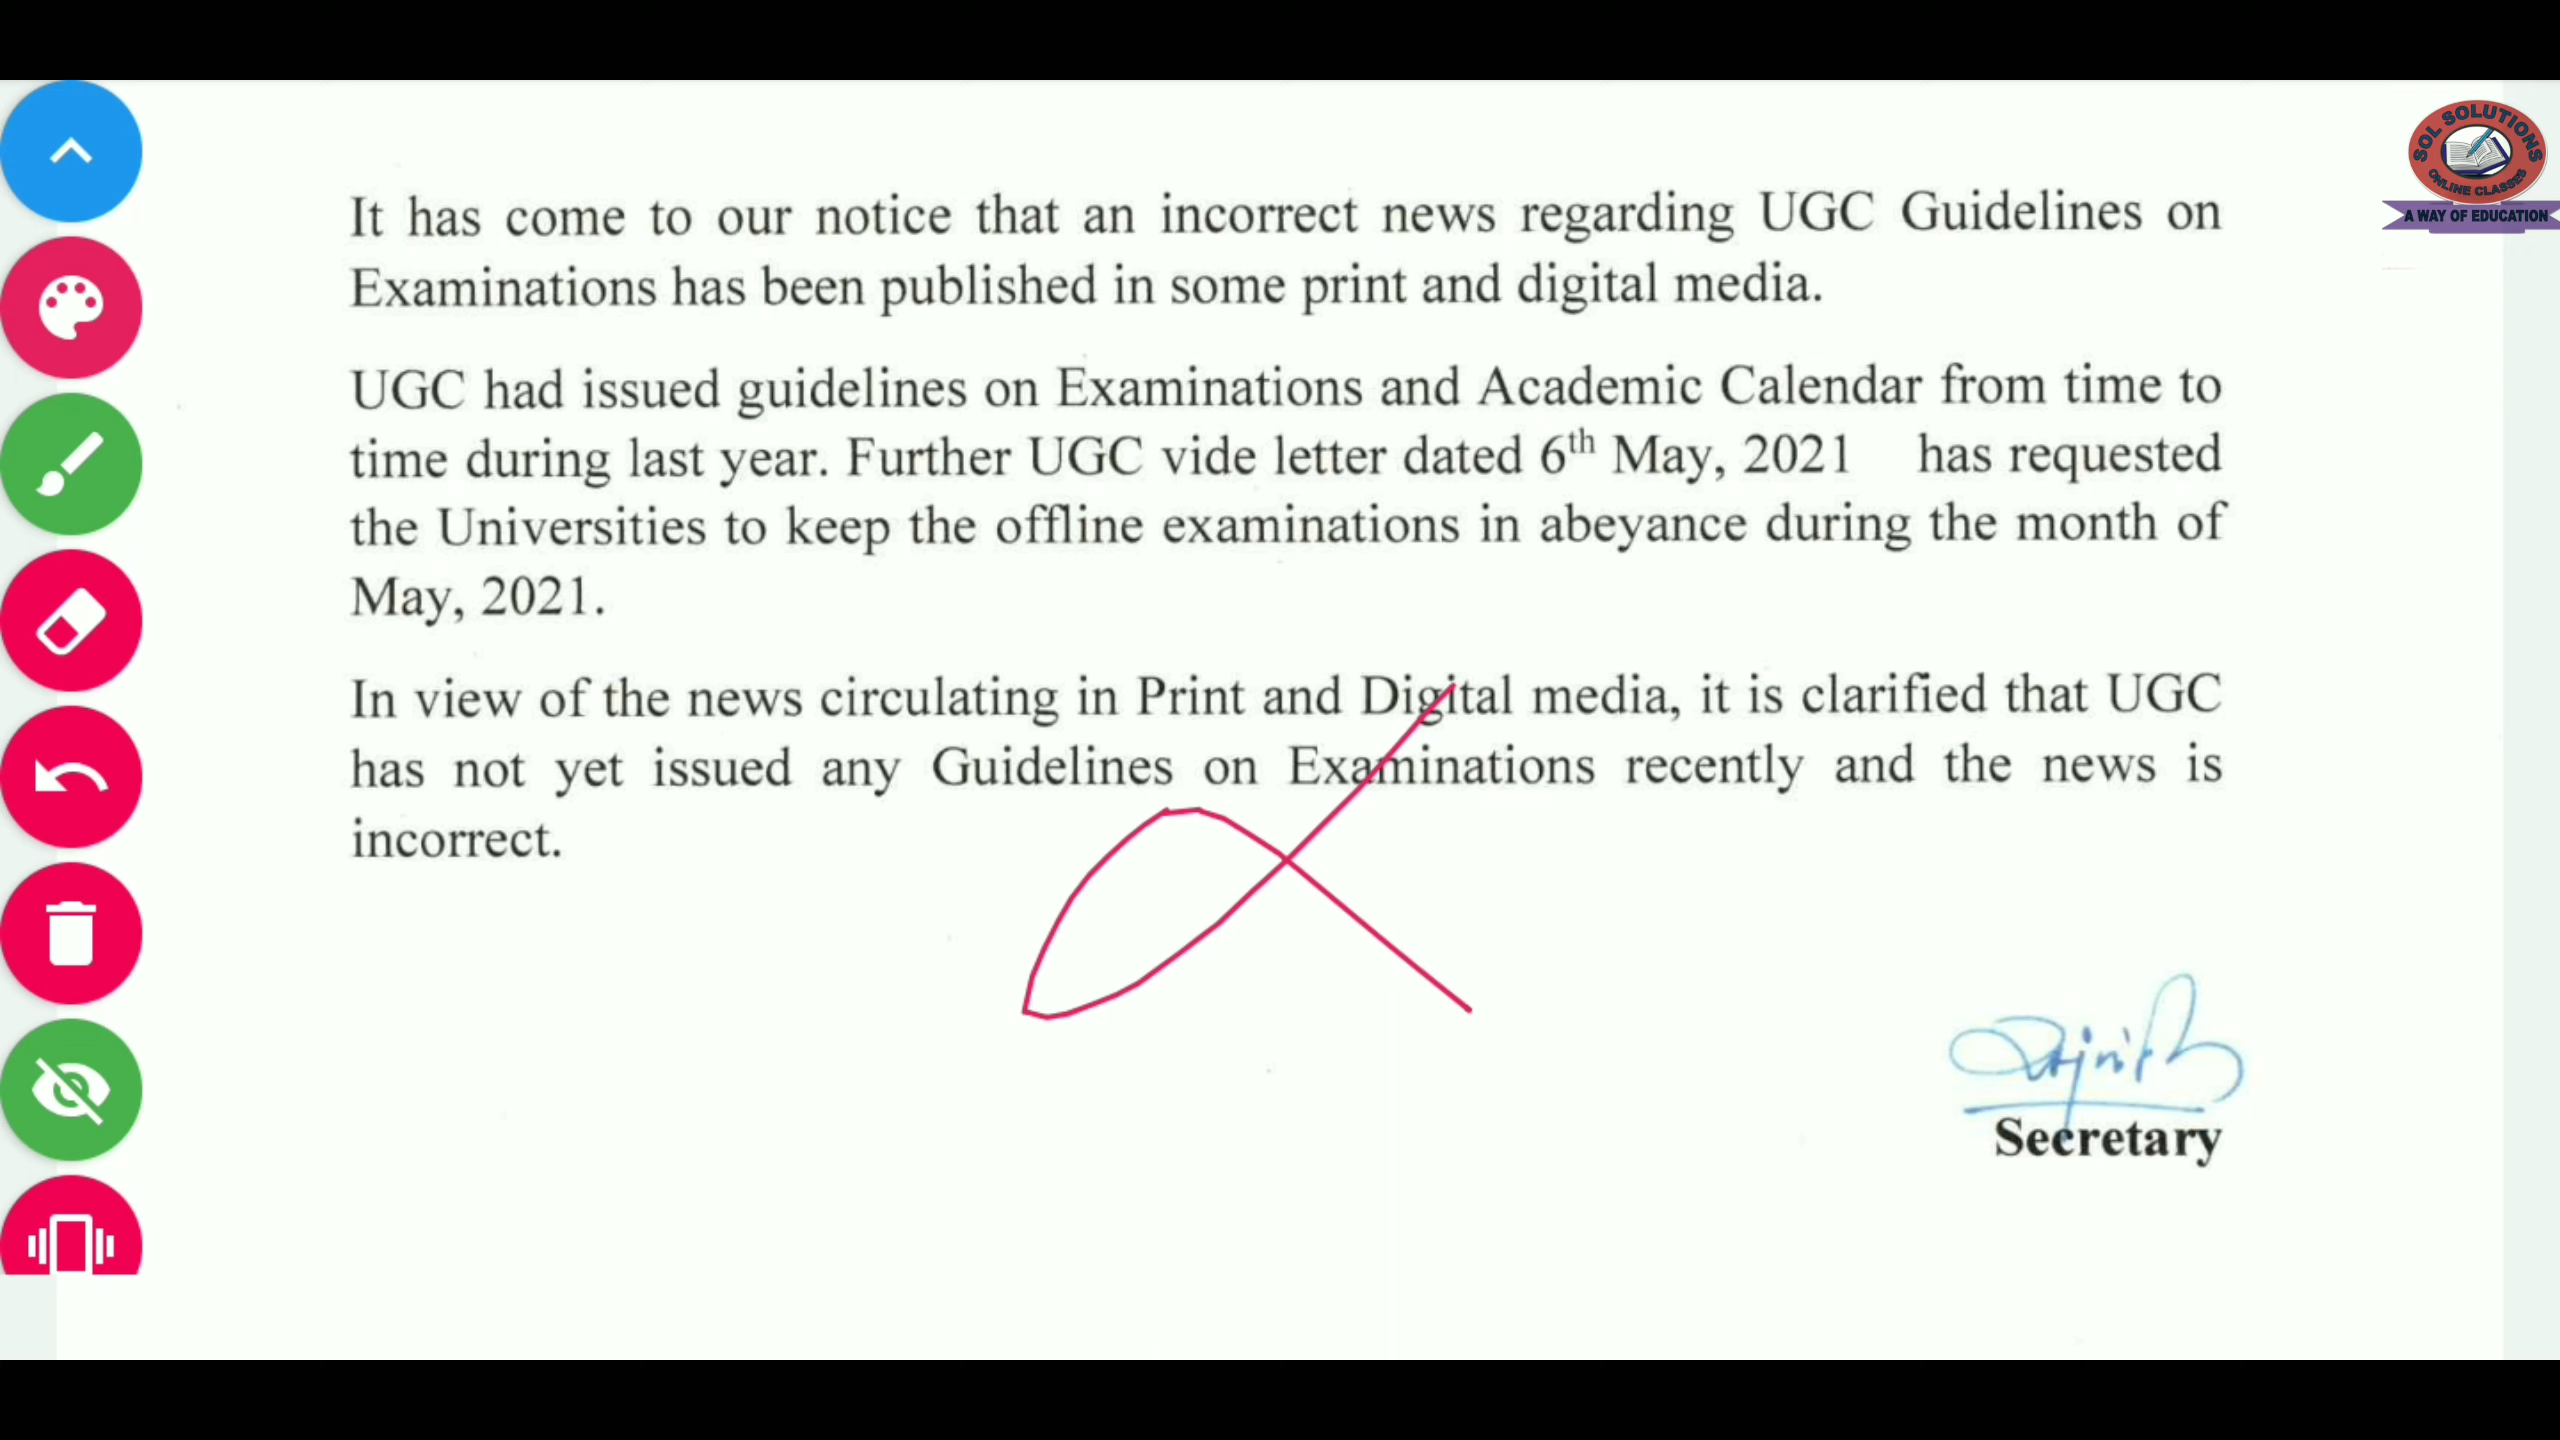 SOL SOLUTIONS
ONLINE CLASSES
A WAY OF EDUCATION
It has come to our notice that an incorrect news regarding UGC Guidelines on
Examinations has been published in some print and digital media.
UGC had issued guidelines on Examinations and Academic Calendar from time to
time during last year. Further UGC vide letter dated 6th May, 2021 has requested
the Universities to keep the offline examinations in abeyance during the month of
May, 2021.
In view of the news circulating in Print and Digital media, it is clarified that UGC
has not yet issued any Guidelines on Examinations recently and the news is
incorrect.
Secretary